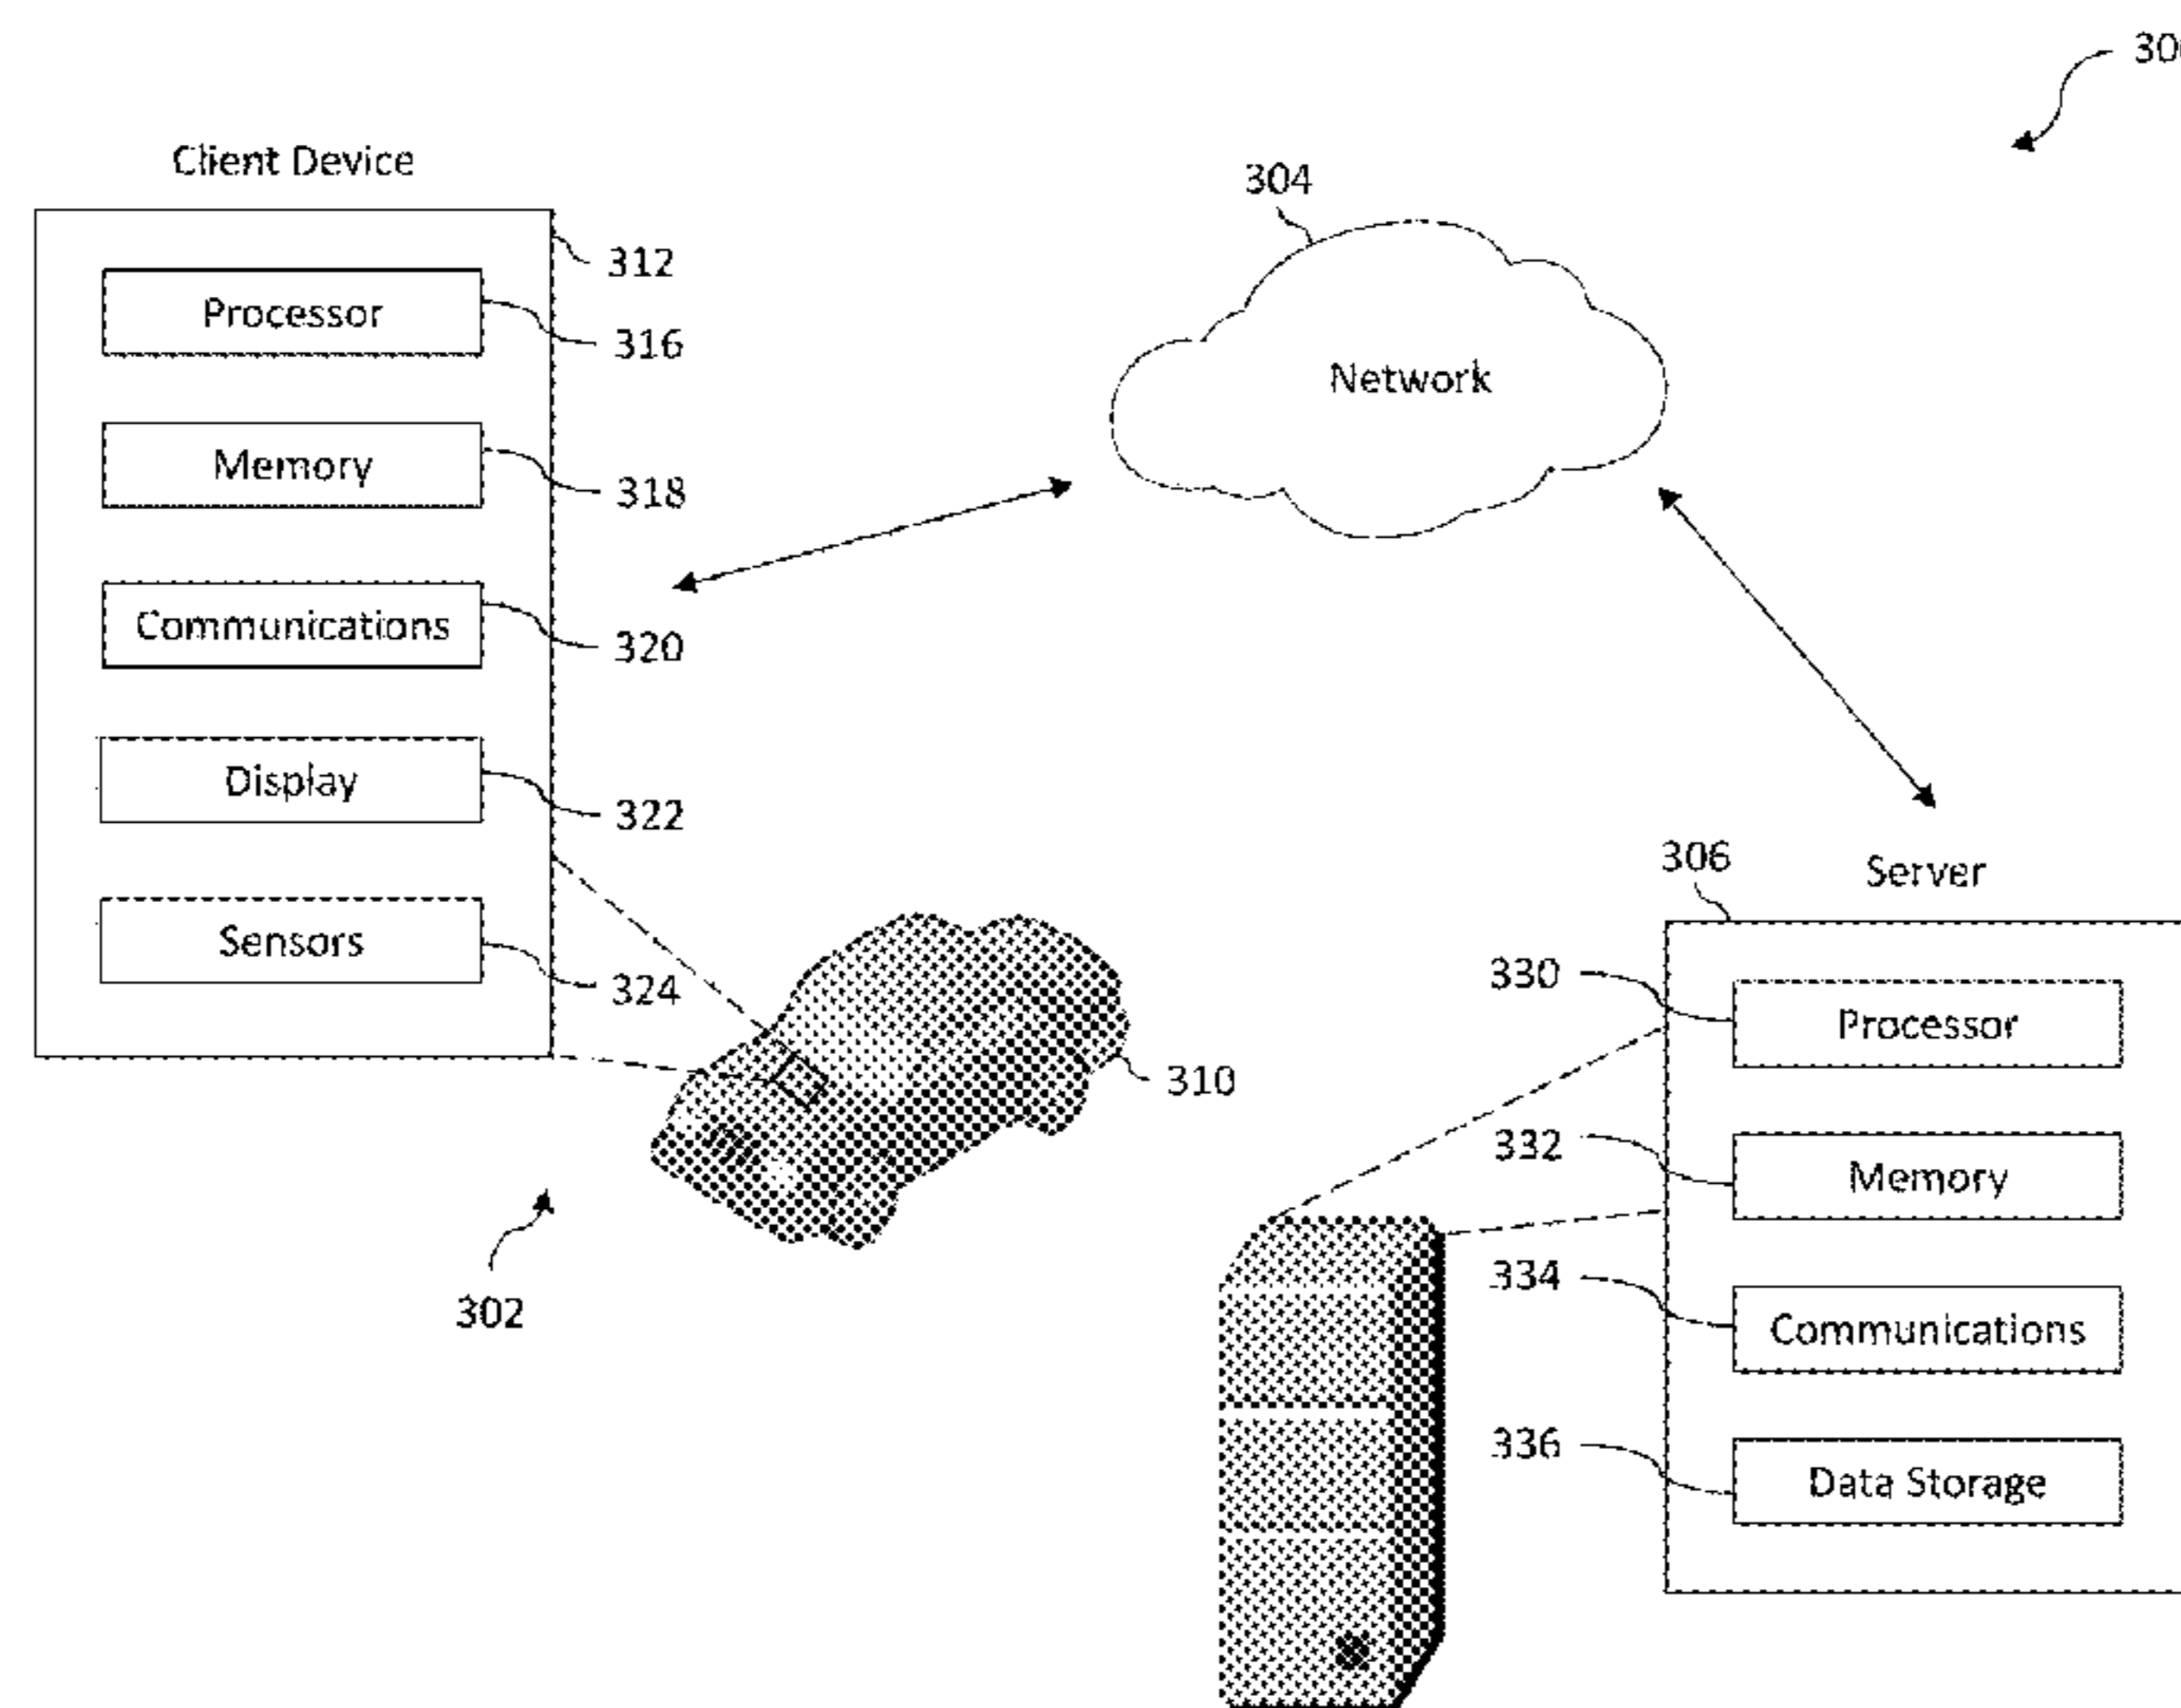 30
Client Device
304
312
Processor
316
Network
Memory
318
Communications
320
Display
322
306
Server
Sensors
324
330
Processor
310
332
Memory
302
334
Communications
336
Data Storage